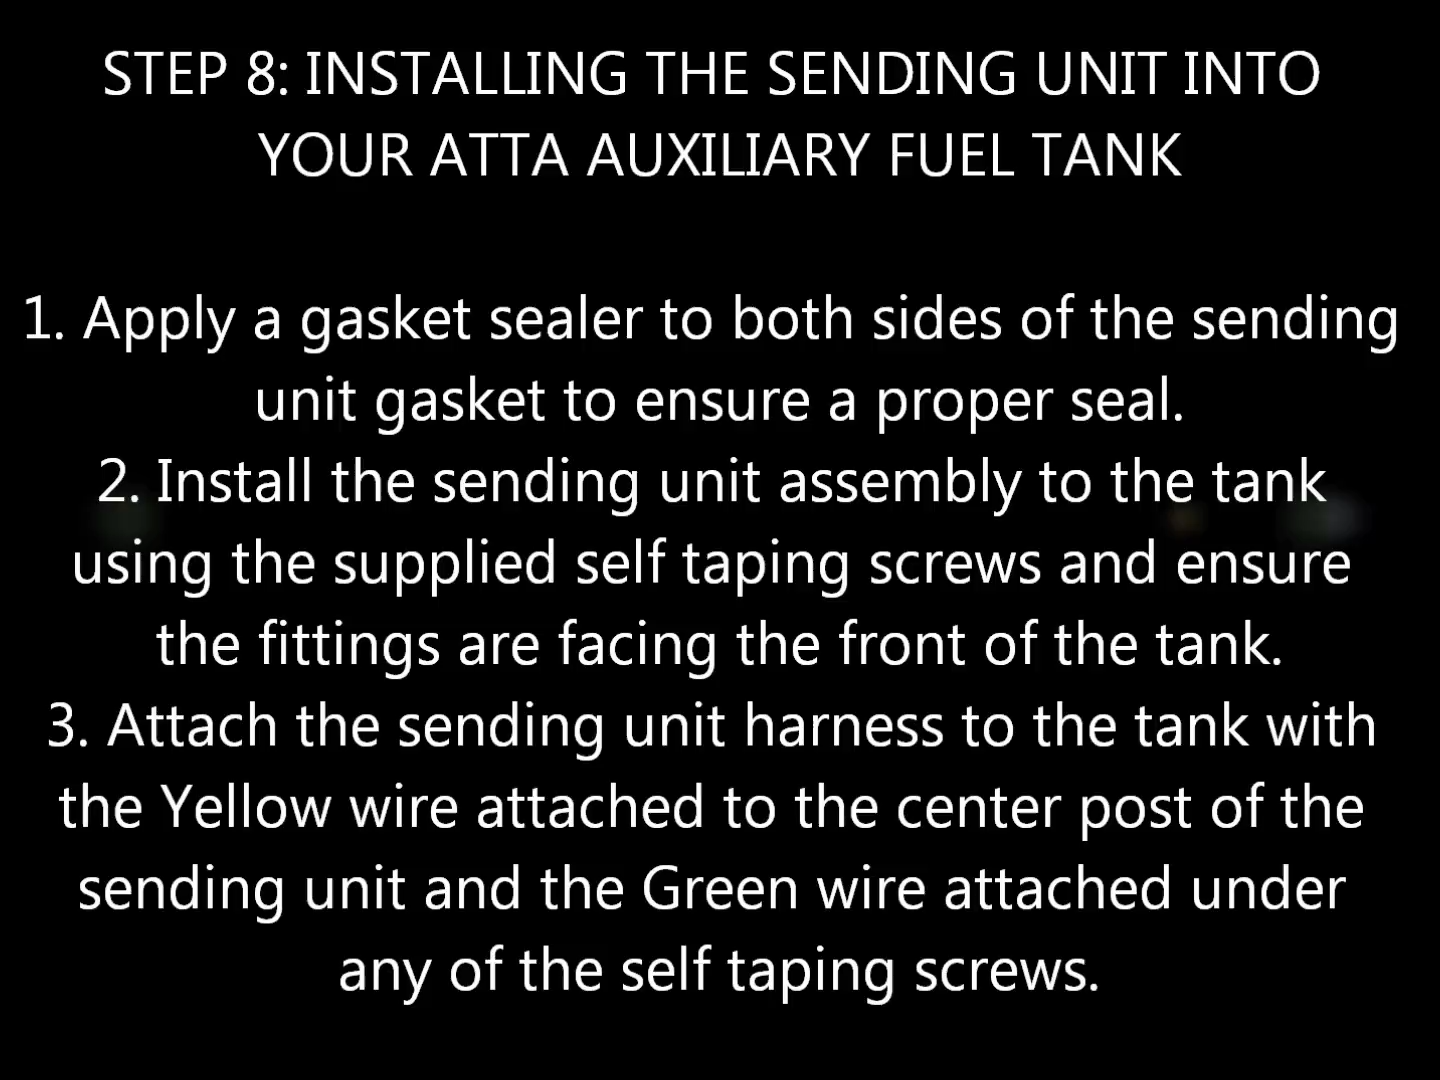 STEP 8: INSTALLING THE SENDING UNIT INTO
YOUR ATTA AUXILIARY FUEL TANK
1. Apply a gasket sealer to both sides of the sending
unit gasket to ensure a proper seal.
2. Install the sending unit assembly to the tank
using the supplied self taping screws and ensure
the fittings are facing the front of the tank.
3. Attach the sending unit harness to the tank with
the Yellow wire attached to the center post of the
sending unit and the Green wire attached under
any of the self taping screws.